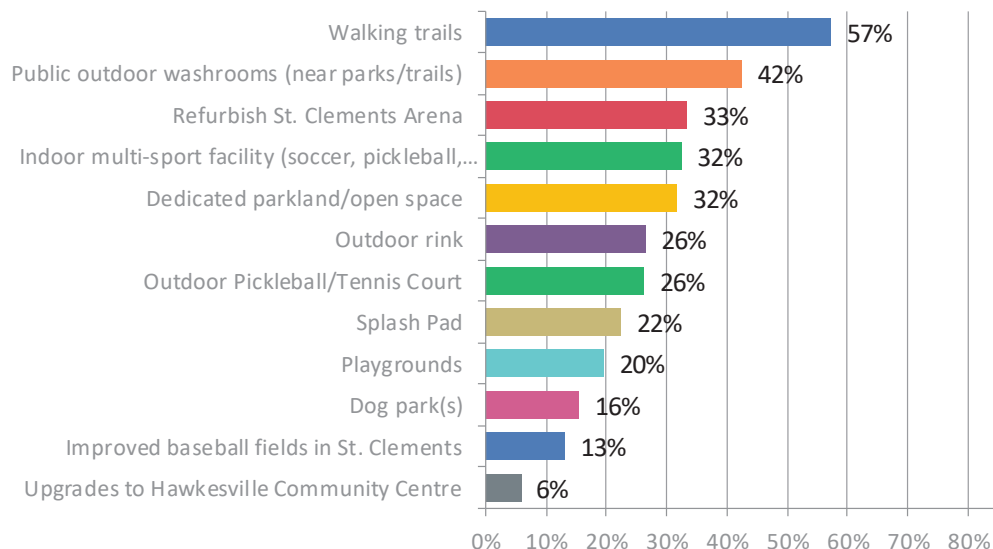 Walking trails 57%
Public outdoor washrooms (near parks/trails) 42%
Refurbish St. Clements Arena 33%
Indoor multi-sport facility (soccer, pickleball,... 32%
Dedicated parkland/open space 32%
Outdoor rink 26%
Outdoor Pickleball/Tennis Court 26%
Splash Pad 22%
Playgrounds 20%
Dog park(s) 16%
Improved baseball fields in St. Clements 13%
Upgrades to Hawkesville Community Centre 6%
0% 10% 20% 30% 40% 50% 60% 70% 80%